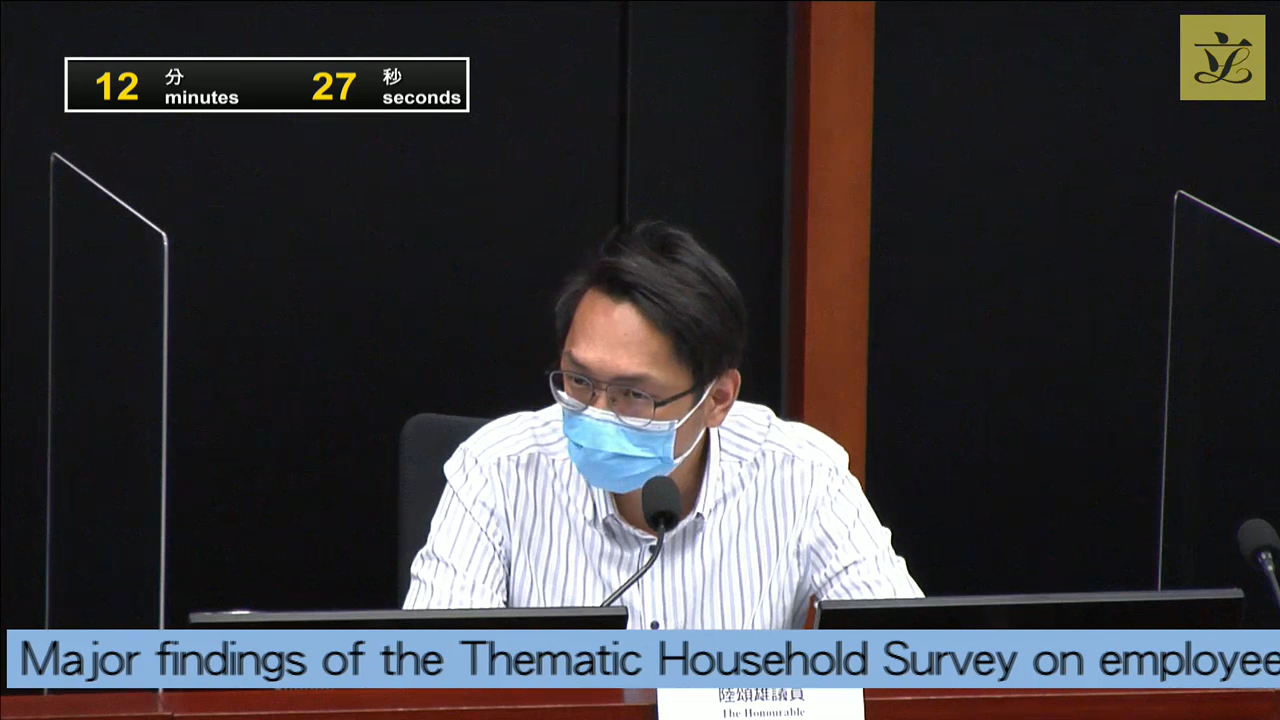 12 分 27 秒
minutes seconds
Major findings of the Thematic Household Survey on employee
陸頌雄議員
The Honourable